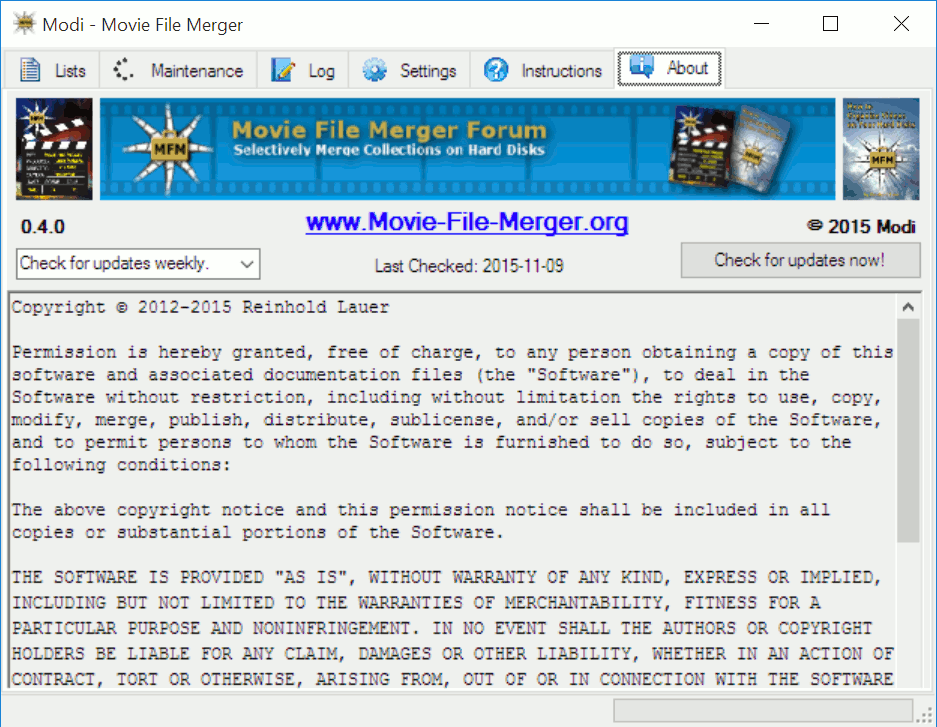 Modi - Movie File Merger
Lists Maintenance Log Settings Instructions About
MFM
Movie File Merger Forum
Selectively Merge Collections on Hard Disks
MFM
MFM
0.4.0
www.Movie-File-Merger.org
© 2015 Modi
Check for updates weekly.
Last Checked: 2015-11-09
Check for updates now!
Copyright © 2012-2015 Reinhold Lauer
Permission is hereby granted, free of charge, to any person obtaining a copy of this
software and associated documentation files (the "Software"), to deal in the
Software without restriction, including without limitation the rights to use, copy,
modify, merge, publish, distribute, sublicense, and/or sell copies of the Software,
and to permit persons to whom the Software is furnished to do so, subject to the
following conditions:
The above copyright notice and this permission notice shall be included in all
copies or substantial portions of the Software.
THE SOFTWARE IS PROVIDED "AS IS", WITHOUT WARRANTY OF ANY KIND, EXPRESS OR IMPLIED,
INCLUDING BUT NOT LIMITED TO THE WARRANTIES OF MERCHANTABILITY, FITNESS FOR A
PARTICULAR PURPOSE AND NONINFRINGEMENT. IN NO EVENT SHALL THE AUTHORS OR COPYRIGHT
HOLDERS BE LIABLE FOR ANY CLAIM, DAMAGES OR OTHER LIABILITY, WHETHER IN AN ACTION OF
CONTRACT, TORT OR OTHERWISE, ARISING FROM, OUT OF OR IN CONNECTION WITH THE SOFTWARE